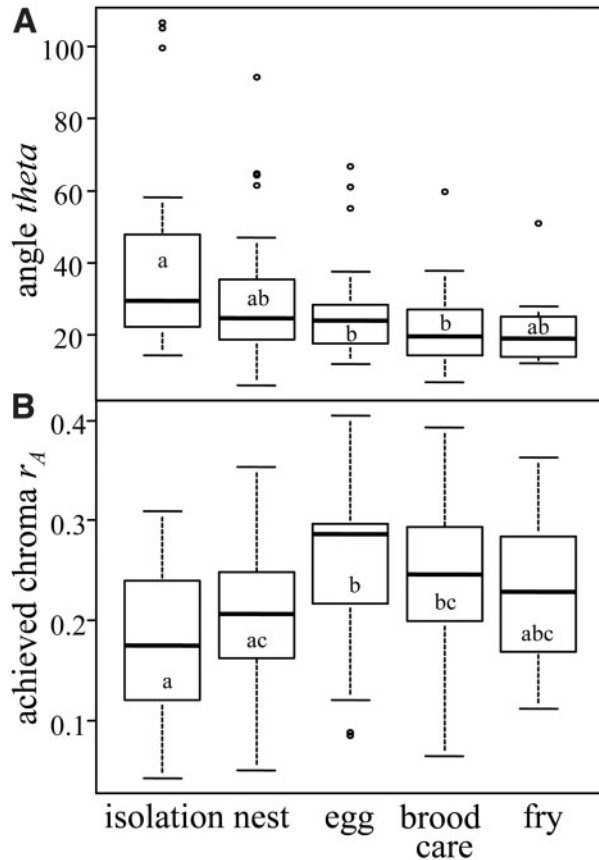 A
100
80
60
40
20
angle theta
a
ab
b
b
ab
B
0.4
0.3
0.2
0.1
achieved chroma rA
a
ac
b
bc
abc
isolation nest egg brood care fry